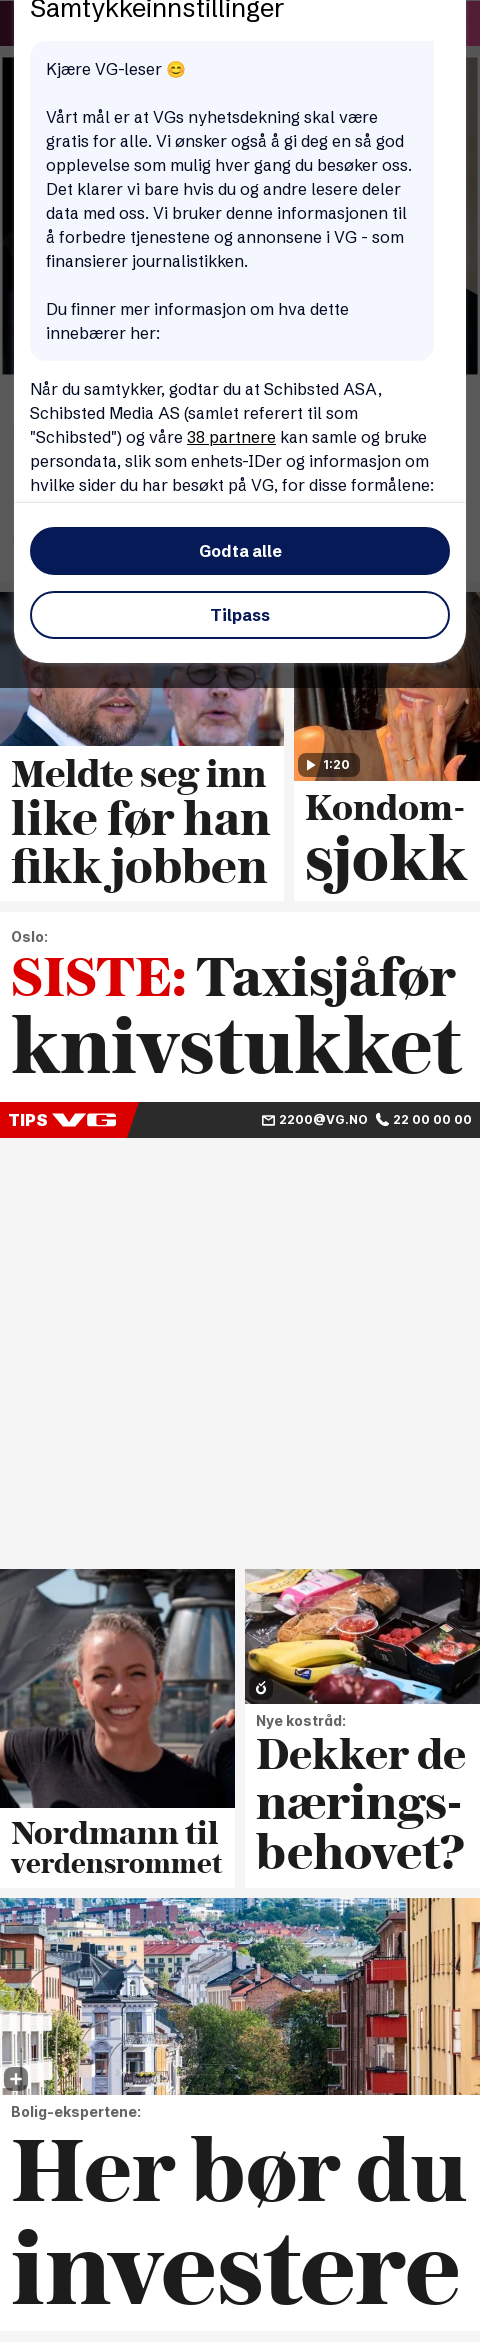 Samtykkeinnstillinger
Kjære VG-leser 😊
Vårt mål er at VGs nyhetsdekning skal være
gratis for alle. Vi ønsker også å gi deg en så god
opplevelse som mulig hver gang du besøker oss.
Det klarer vi bare hvis du og andre lesere deler
data med oss. Vi bruker denne informasjonen til
å forbedre tjenestene og annonsene i VG - som
finansierer journalistikken.
Du finner mer informasjon om hva dette
innebærer her:
Når du samtykker, godtar du at Schibsted ASA,
Schibsted Media AS (samlet referert til som
"Schibsted") og våre 38 partnere kan samle og bruke
persondata, slik som enhets-IDer og informasjon om
hvilke sider du har besøkt på VG, for disse formålene:
Godta alle
Tilpass
1:20
Meldte seg inn
like før han
fikk jobben
Kondom-
sjokk
Oslo:
SISTE: Taxisjåfør
knivstukket
TIPS VG 2200@VG.NO 22 00 00 00
Nordmann til
verdensrommet
Nye kostråd:
Dekker de
nærings-
behovet?
Bolig-ekspertene:
Her bør du
investere